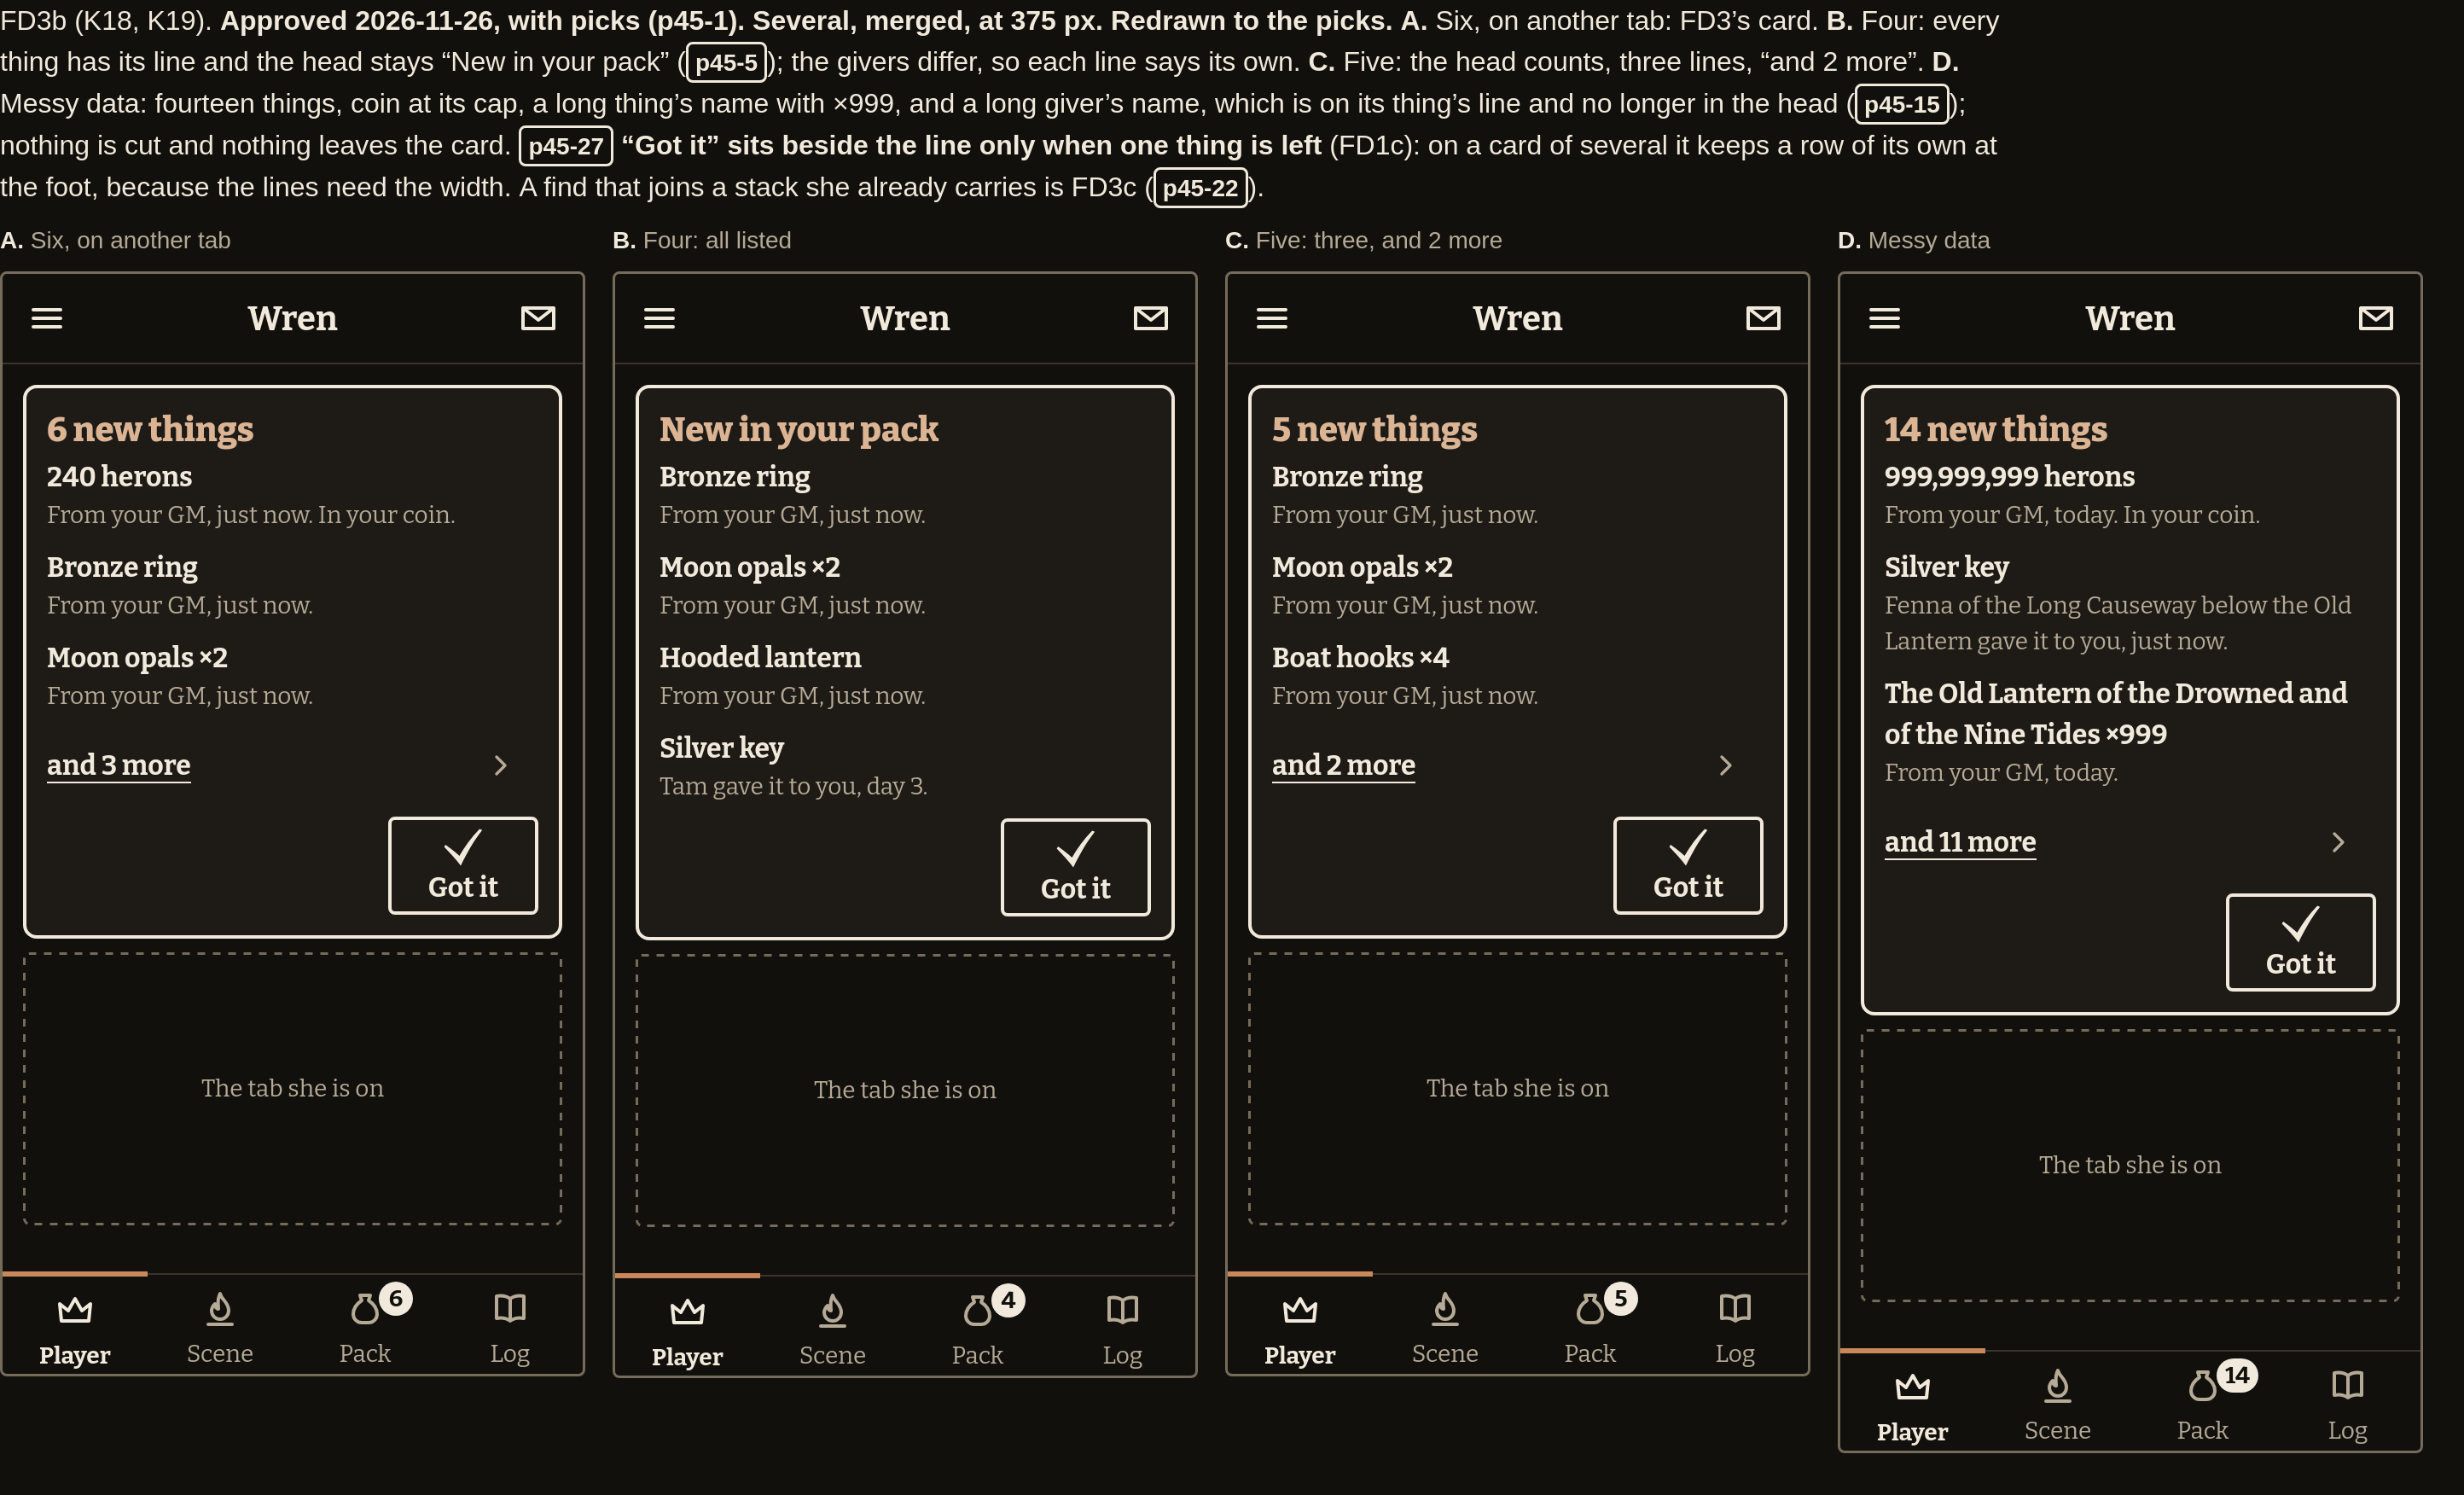 FD3b (K18, K19). Approved 2026-11-26, with picks (p45-1). Several, merged, at 375 px. Redrawn to the picks. A. Six, on another tab: FD3’s card. B. Four: every
thing has its line and the head stays “New in your pack” (p45-5); the givers differ, so each line says its own. C. Five: the head counts, three lines, “and 2 more”. D.
Messy data: fourteen things, coin at its cap, a long thing’s name with ×999, and a long giver’s name, which is on its thing’s line and no longer in the head (p45-15);
nothing is cut and nothing leaves the card. p45-27 “Got it” sits beside the line only when one thing is left (FD1c): on a card of several it keeps a row of its own at
the foot, because the lines need the width. A find that joins a stack she already carries is FD3c (p45-22).
A. Six, on another tab
Wren
6 new things
240 herons
From your GM, just now. In your coin.
Bronze ring
From your GM, just now.
Moon opals ×2
From your GM, just now.
and 3 more
Got it
The tab she is on
6
Player
Scene
Pack
Log
B. Four: all listed
Wren
New in your pack
Bronze ring
From your GM, just now.
Moon opals ×2
From your GM, just now.
Hooded lantern
From your GM, just now.
Silver key
Tam gave it to you, day 3.
Got it
The tab she is on
4
Player
Scene
Pack
Log
C. Five: three, and 2 more
Wren
5 new things
Bronze ring
From your GM, just now.
Moon opals ×2
From your GM, just now.
Boat hooks ×4
From your GM, just now.
and 2 more
Got it
The tab she is on
5
Player
Scene
Pack
Log
D. Messy data
Wren
14 new things
999,999,999 herons
From your GM, today. In your coin.
Silver key
Fenna of the Long Causeway below the Old
Lantern gave it to you, just now.
The Old Lantern of the Drowned and
of the Nine Tides ×999
From your GM, today.
and 11 more
Got it
The tab she is on
14
Player
Scene
Pack
Log